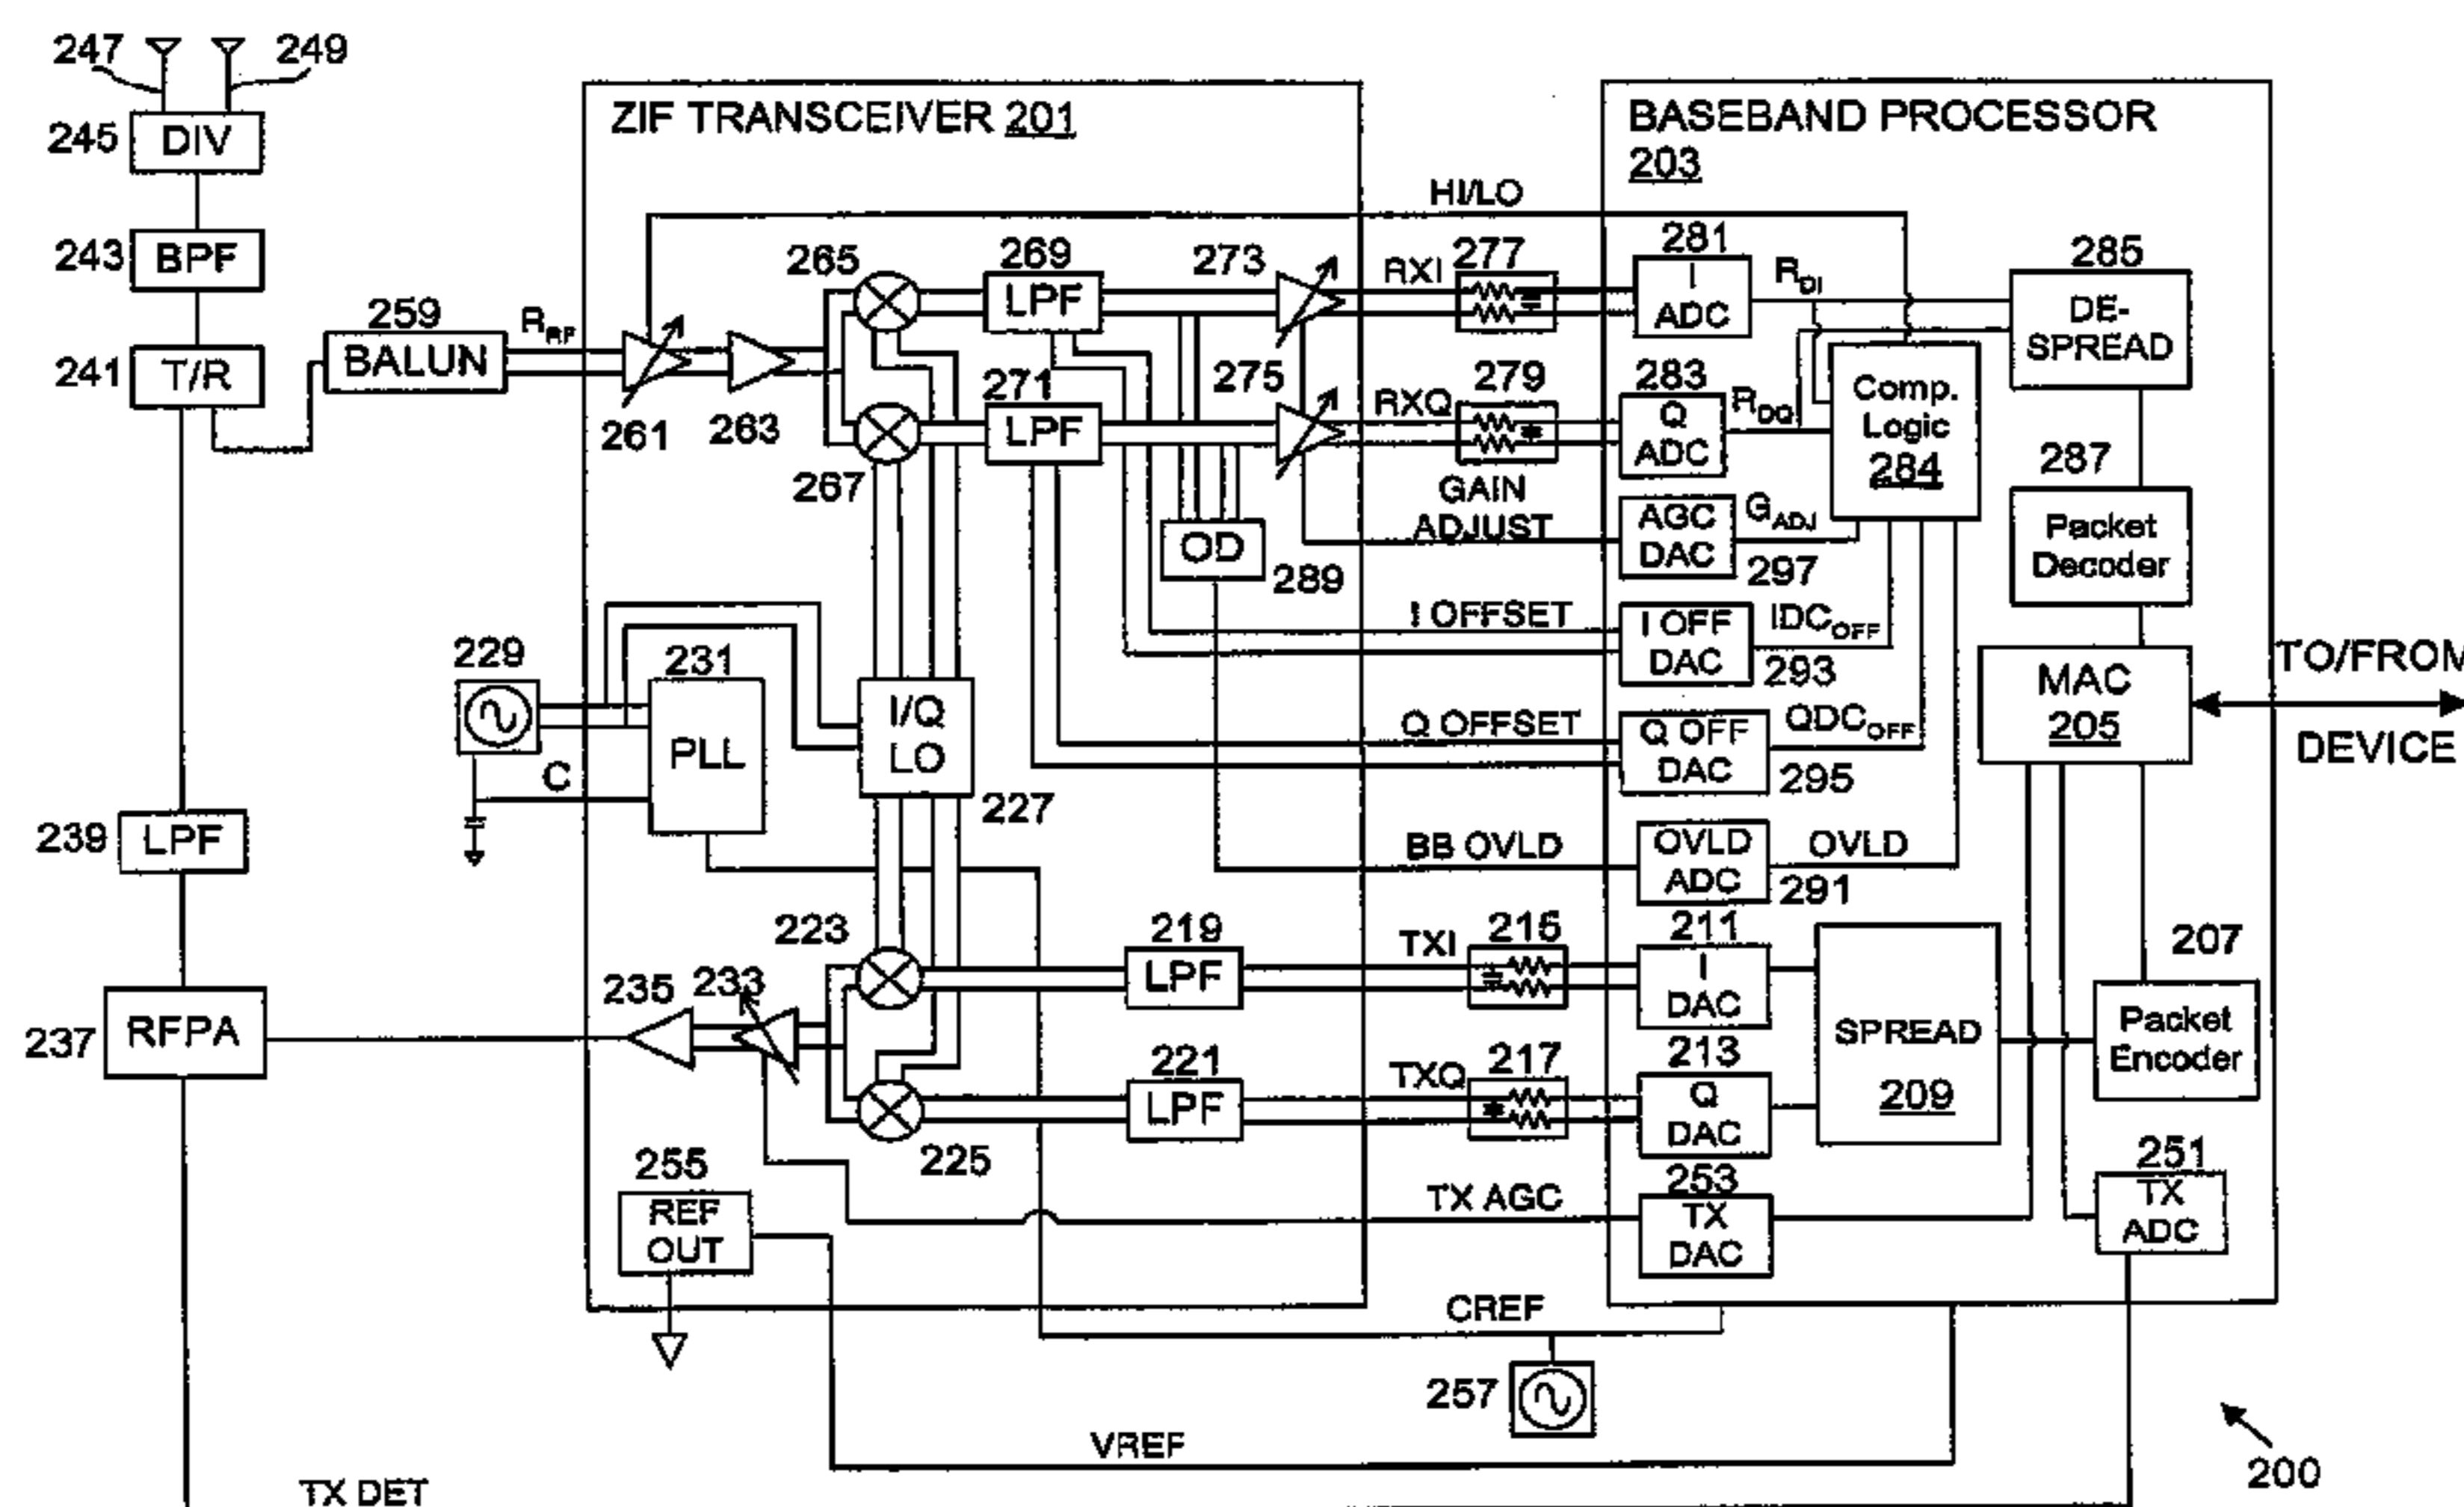 247
249
245
DIV
243
BPF
241
T/R
259
BALUN
R_RF
ZIF TRANSCEIVER 201
261
263
265
267
269
LPF
271
LPF
273
275
OD
289
HI/LO
RXI
277
RXQ
279
GAIN
ADJUST
I OFFSET
Q OFFSET
BB OVLD
BASEBAND PROCESSOR
203
281
I
ADC
R_DI
283
Q
ADC
R_DQ
Comp.
Logic
284
285
DE-
SPREAD
287
Packet
Decoder
AGC
DAC
G_ADJ
297
I OFF
DAC
IDC_OFF
293
Q OFF
DAC
QDC_OFF
295
OVLD
ADC
OVLD
291
MAC
205
TO/FROM
DEVICE
229
C
231
PLL
I/Q
LO
227
239
LPF
237
RFPA
235
233
223
225
219
LPF
221
LPF
TXI
215
TXQ
217
211
I
DAC
213
Q
DAC
SPREAD
209
207
Packet
Encoder
255
REF
OUT
TX AGC
253
TX
DAC
251
TX
ADC
CREF
257
VREF
TX DET
200